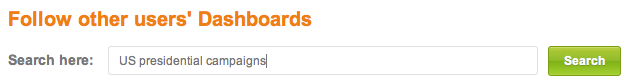 Follow other users' Dashboards
Search here: US presidential campaigns Search